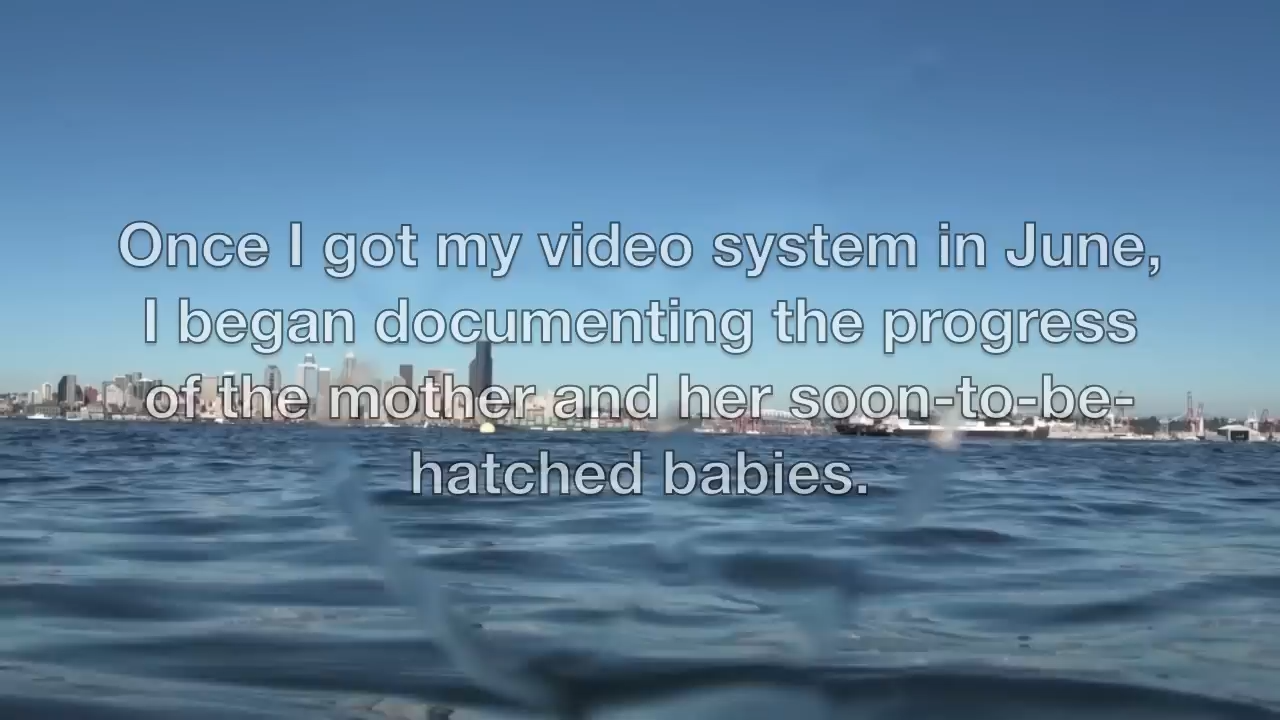 Once I got my video system in June,
I began documenting the progress
of the mother and her soon-to-be-
hatched babies.